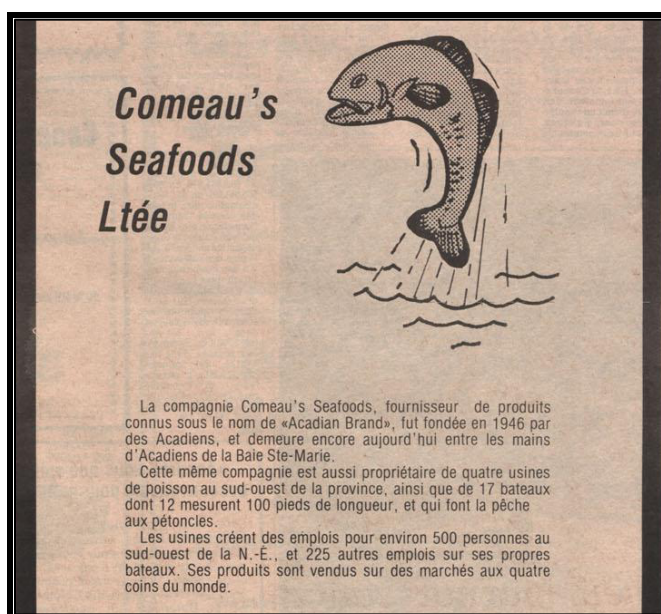 Comeau's
Seafoods
Ltée
La compagnie Comeau's Seafoods, fournisseur de produits
connus sous le nom de «Acadian Brand», fut fondée en 1946 par
des Acadiens, et demeure encore aujourd'hui entre les mains
d'Acadiens de la Baie Ste-Marie.
Cette même compagnie est aussi propriétaire de quatre usines
de poisson au sud-ouest de la province, ainsi que de 17 bateaux
dont 12 mesurent 100 pieds de longueur, et qui font la pêche
aux pétoncles.
Les usines créent des emplois pour environ 500 personnes au
sud-ouest de la N.-É., et 225 autres emplois sur ses propres
bateaux. Ses produits sont vendus sur des marchés aux quatre
coins du monde.